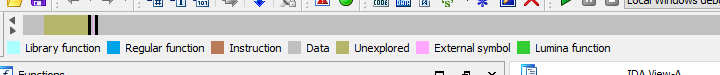 Local Windows deb
Library function Regular function Instruction Data Unexplored External symbol Lumina function
Functions IDA View-A